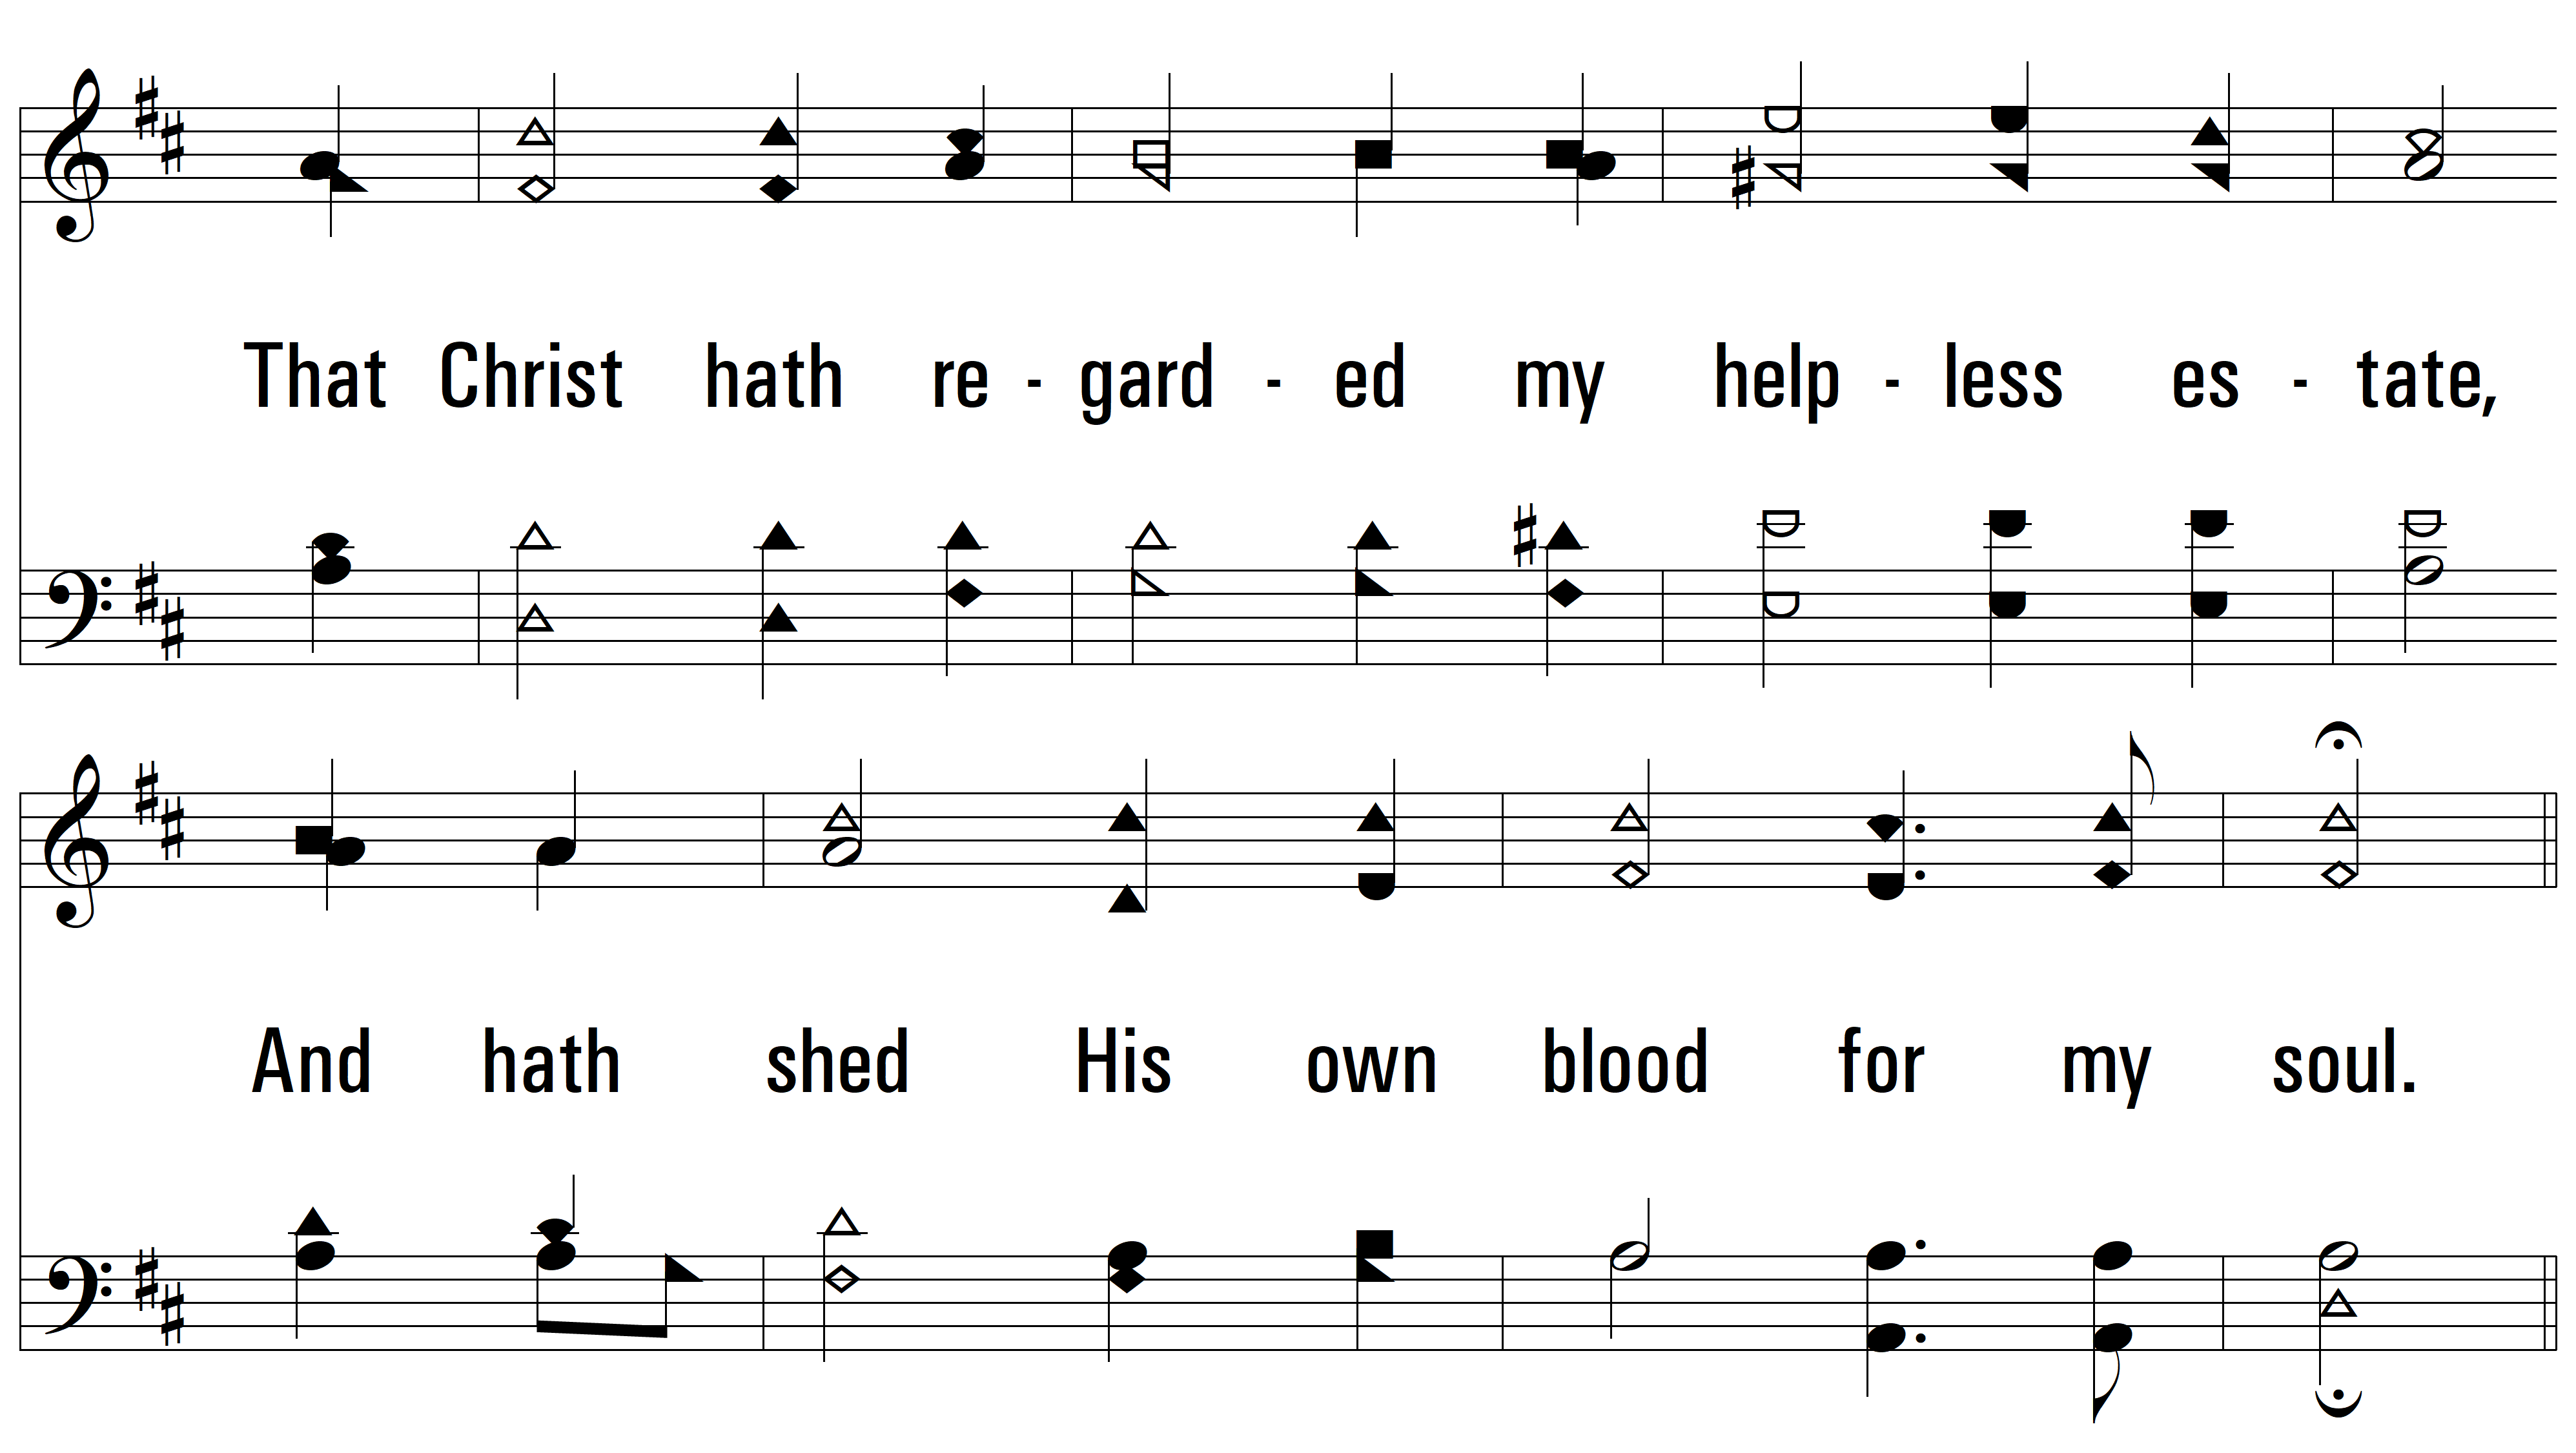 That Christ hath re - gard - ed my help - less es - tate,
And hath shed His own blood for my soul.